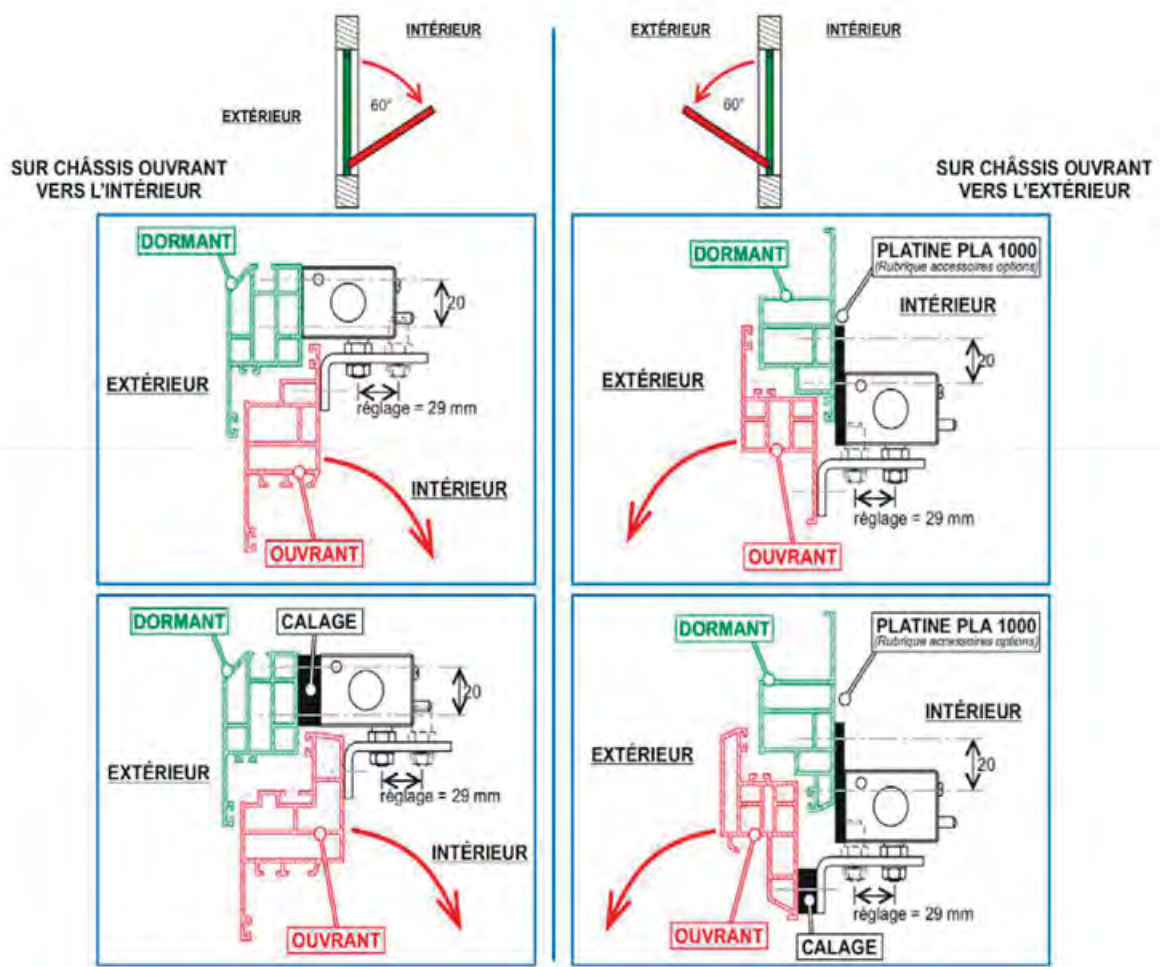 INTÉRIEUR
60°
EXTÉRIEUR
SUR CHÂSSIS OUVRANT
VERS L'INTÉRIEUR
EXTÉRIEUR
INTÉRIEUR
60°
SUR CHÂSSIS OUVRANT
VERS L'EXTÉRIEUR
DORMANT
20
EXTÉRIEUR
réglage = 29 mm
INTÉRIEUR
OUVRANT
DORMANT
PLATINE PLA 1000
(Rubrique accessoires options)
INTÉRIEUR
20
EXTÉRIEUR
réglage = 29 mm
OUVRANT
DORMANT
CALAGE
20
EXTÉRIEUR
réglage = 29 mm
INTÉRIEUR
OUVRANT
DORMANT
PLATINE PLA 1000
(Rubrique accessoires options)
INTÉRIEUR
EXTÉRIEUR
20
réglage = 29 mm
OUVRANT
CALAGE